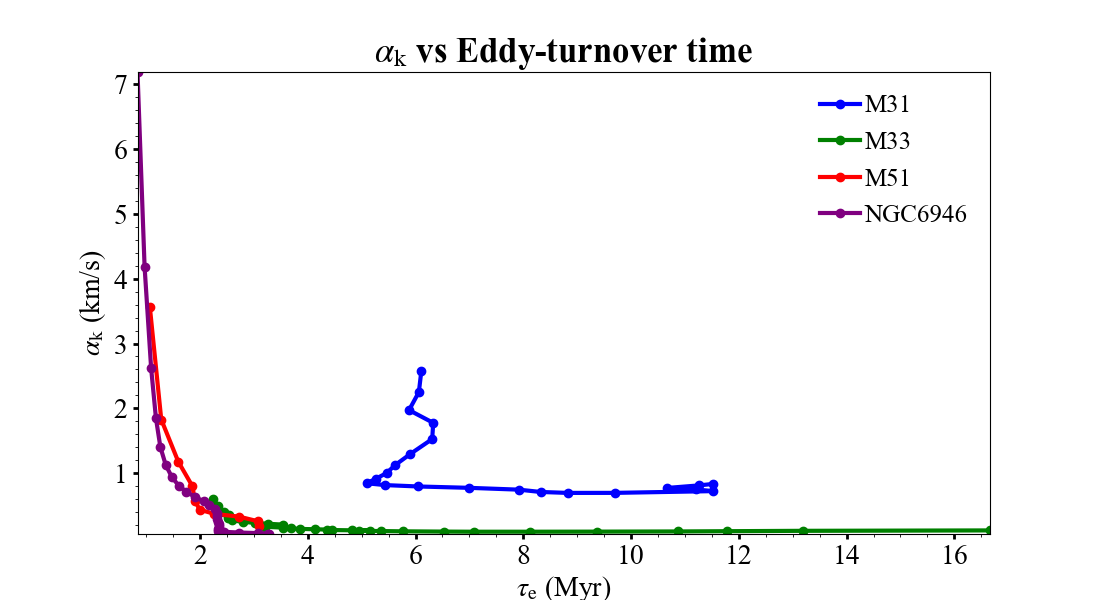 αk vs Eddy-turnover time
7
6
5
4
3
2
1
αk (km/s)
M31
M33
M51
NGC6946
2 4 6 8 10 12 14 16
τe (Myr)